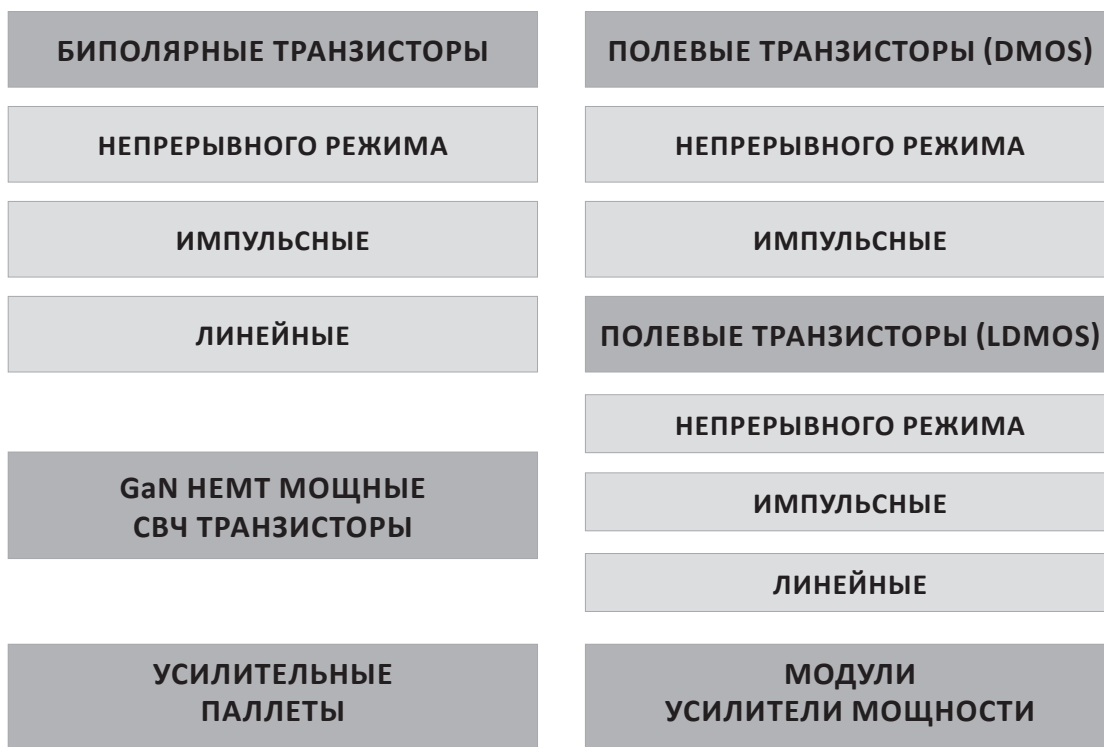 БИПОЛЯРНЫЕ ТРАНЗИСТОРЫ
НЕПРЕРЫВНОГО РЕЖИМА
ИМПУЛЬСНЫЕ
ЛИНЕЙНЫЕ
GaN НЕМТ МОЩНЫЕ
СВЧ ТРАНЗИСТОРЫ
УСИЛИТЕЛЬНЫЕ
ПАЛЛЕТЫ
ПОЛЕВЫЕ ТРАНЗИСТОРЫ (DMOS)
НЕПРЕРЫВНОГО РЕЖИМА
ИМПУЛЬСНЫЕ
ПОЛЕВЫЕ ТРАНЗИСТОРЫ (LDMOS)
НЕПРЕРЫВНОГО РЕЖИМА
ИМПУЛЬСНЫЕ
ЛИНЕЙНЫЕ
МОДУЛИ
УСИЛИТЕЛИ МОЩНОСТИ